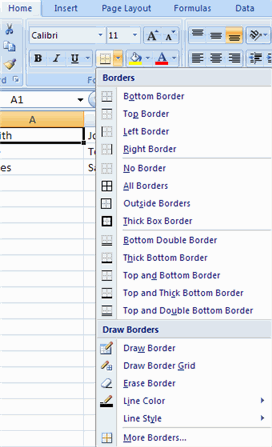 Home Insert Page Layout Formulas Data
Calibri 11 A A
B I U A
A1
Borders
A
ith
es
Bottom Border
Top Border
Left Border
Right Border
No Border
All Borders
Outside Borders
Thick Box Border
Bottom Double Border
Thick Bottom Border
Top and Bottom Border
Top and Thick Bottom Border
Top and Double Bottom Border
Draw Borders
Draw Border
Draw Border Grid
Erase Border
Line Color
Line Style
More Borders...